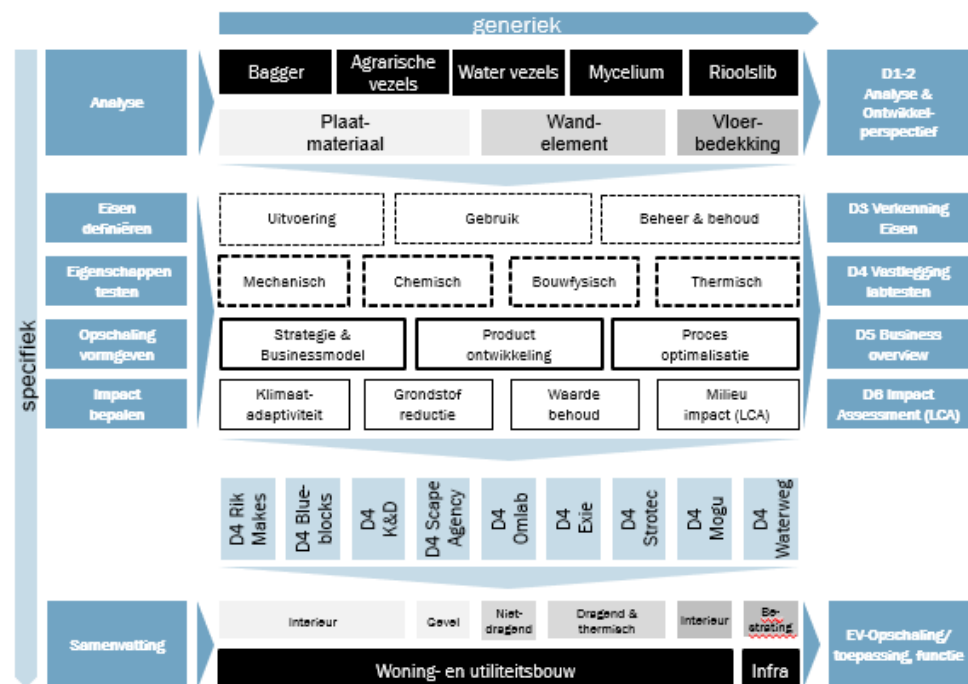 generiek
specifiek
Analyse
Bagger
Agrarische
vezels
Water vezels
Mycelium
Rioolslib
Plaat-
materiaal
Wand-
element
Vloer-
bedekking
D1-2
Analyse &
Ontwikkel-
perspectief
Eisen
definiëren
Uitvoering
Gebruik
Beheer & behoud
D3 Verkenning
Eisen
Eigenschappen
testen
Mechanisch
Chemisch
Bouwfysisch
Thermisch
D4 Vastlegging
labtesten
Opschaling
vormgeven
Strategie &
Businessmodel
Product
ontwikkeling
Proces
optimalisatie
D5 Business
overview
Impact
bepalen
Klimaat-
adaptiviteit
Grondstof
reductie
Waarde
behoud
Milieu
impact (LCA)
D6 Impact
Assessment (LCA)
D4 Rik
Makes
D4 Blue-
blocks
D4
K&D
D4 Scape
Agency
D4
Omlab
D4
Exie
D4
Strotec
D4
Mogu
D4
Waterweg
Samenvatting
Interieur
Gevel
Niet-
dragend
Dragend &
thermisch
Interieur
Be-
strating
Woning- en utiliteitsbouw
Infra
EV-Opschaling/
toepassing, functie